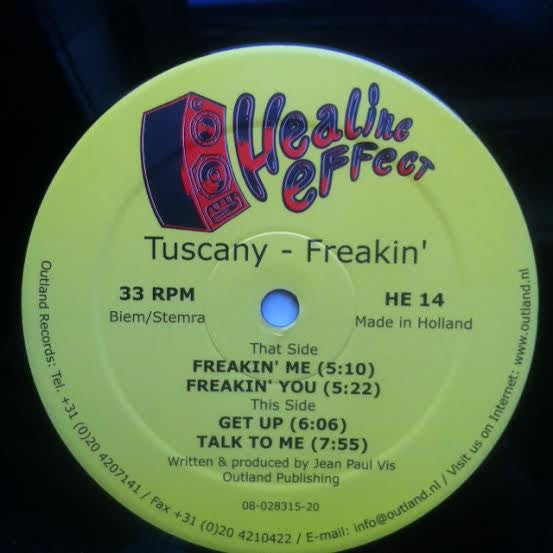 Healing
effect
Tuscany - Freakin'
33 RPM
Biem/Stemra
HE 14
Made in Holland
That Side
FREAKIN' ME (5:10)
FREAKIN' YOU (5:22)
This Side
GET UP (6:06)
TALK TO ME (7:55)
Written & produced by Jean Paul Vis
Outland Publishing
08-028315-20
Outland Records: Tel. +31 (0)20 4207141 / Fax +31 (0)20 4210422 / E-mail: info@outland.nl / Visit us on Internet: www.outland.nl